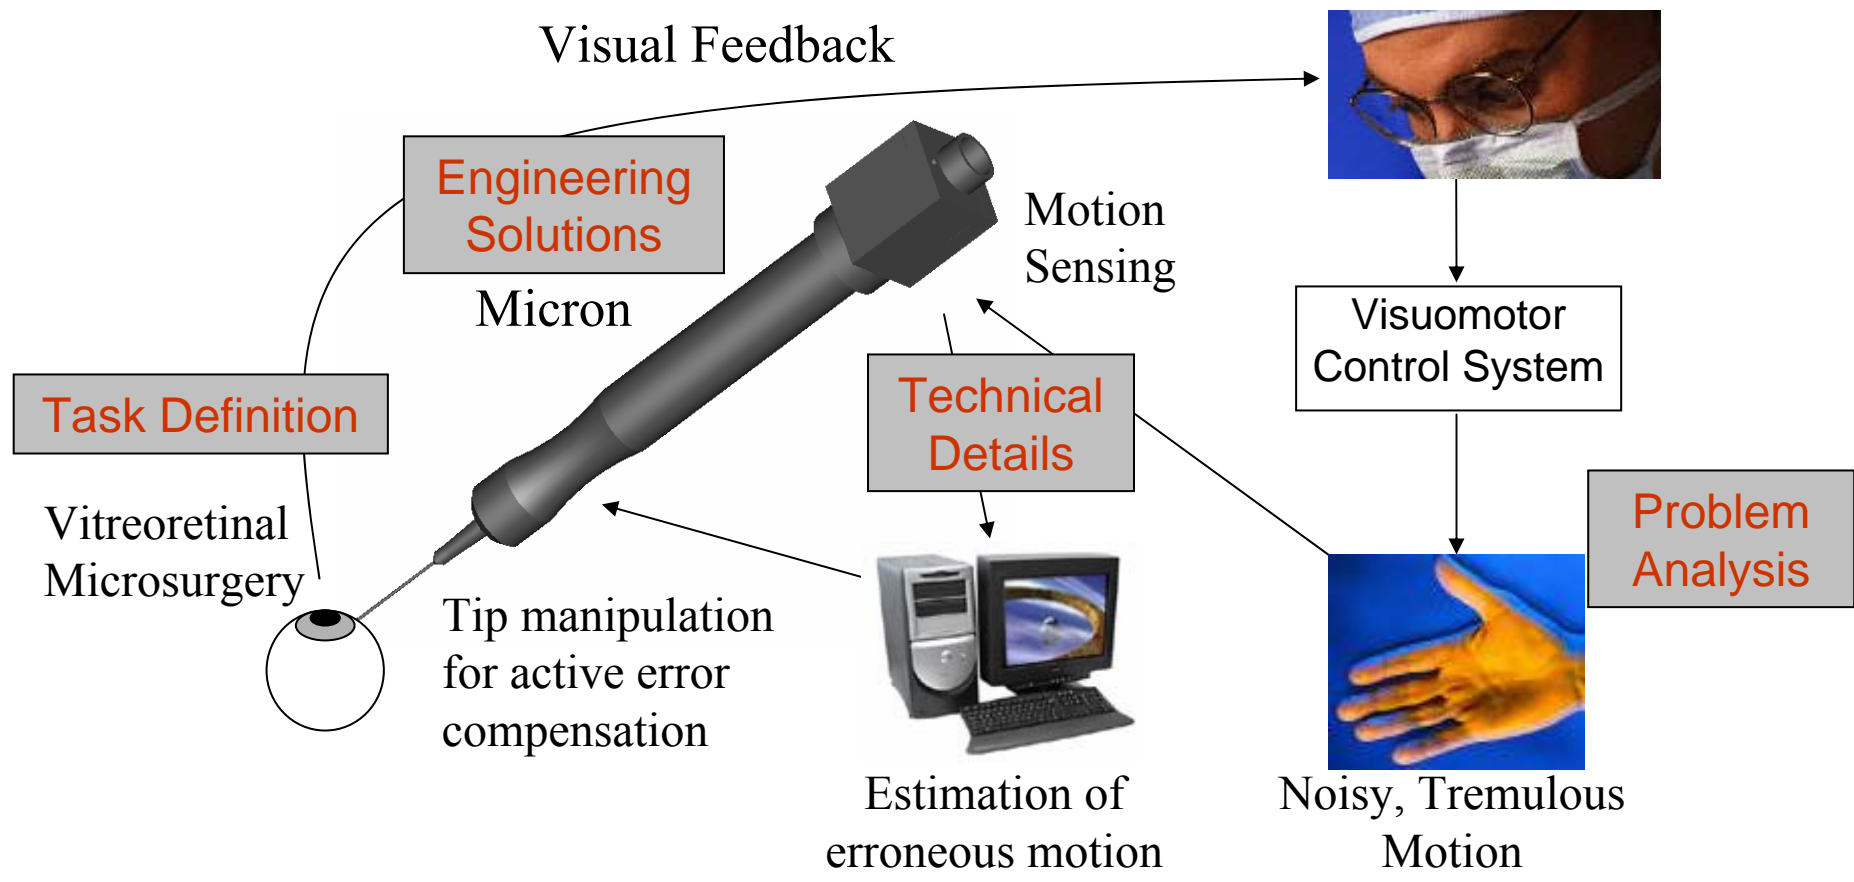 Visual Feedback
Engineering
Solutions
Micron
Motion
Sensing
Visuomotor
Control System
Task Definition
Technical
Details
Vitreoretinal
Microsurgery
Problem
Analysis
Tip manipulation
for active error
compensation
Estimation of
erroneous motion
Noisy, Tremulous
Motion